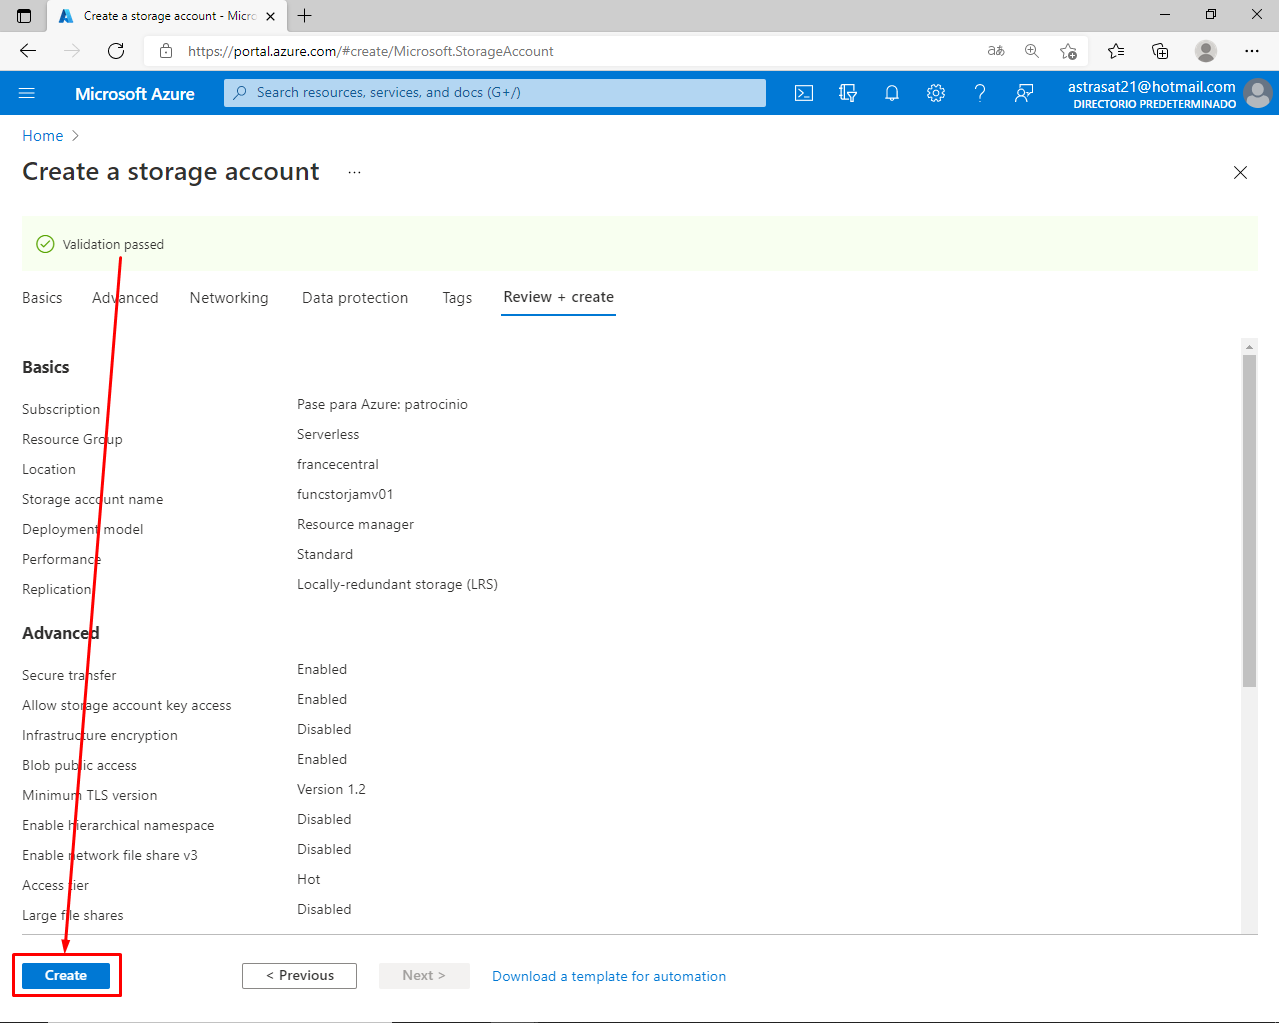 Create a storage account - Micro
https://portal.azure.com/#create/Microsoft.StorageAccount
Microsoft Azure
Search resources, services, and docs (G+/)
astrasat21@hotmail.com
DIRECTORIO PREDETERMINADO
Home >
Create a storage account ...
Validation passed
Basics Advanced Networking Data protection Tags Review + create
Basics
Subscription Pase para Azure: patrocinio
Resource Group Serverless
Location francecentral
Storage account name funcstorjamv01
Deployment model Resource manager
Performance Standard
Replication Locally-redundant storage (LRS)
Advanced
Secure transfer Enabled
Allow storage account key access Enabled
Infrastructure encryption Disabled
Blob public access Enabled
Minimum TLS version Version 1.2
Enable hierarchical namespace Disabled
Enable network file share v3 Disabled
Access tier Hot
Large file shares Disabled
Create < Previous Next > Download a template for automation